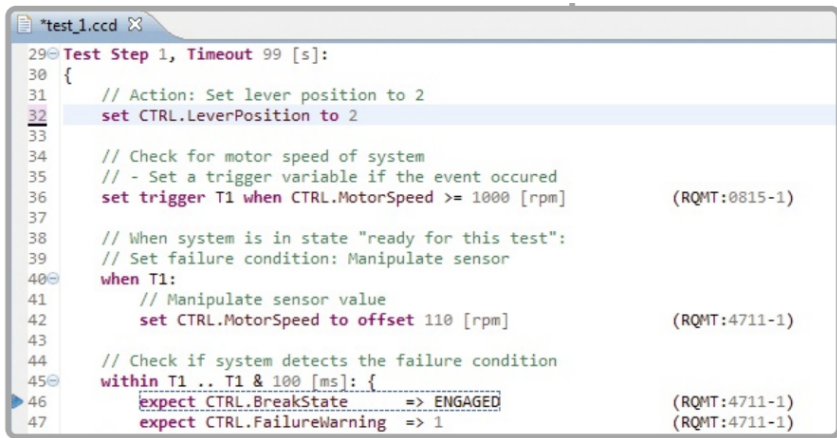 *test_1.ccd
29 Test Step 1, Timeout 99 [s]:
30 {
31 // Action: Set lever position to 2
32 set CTRL.LeverPosition to 2
33
34 // Check for motor speed of system
35 // - Set a trigger variable if the event occured
36 set trigger T1 when CTRL.MotorSpeed >= 1000 [rpm] (RQMT:0815-1)
37
38 // When system is in state "ready for this test":
39 // Set failure condition: Manipulate sensor
40 when T1:
41 // Manipulate sensor value
42 set CTRL.MotorSpeed to offset 110 [rpm] (RQMT:4711-1)
43
44 // Check if system detects the failure condition
45 within T1 .. T1 & 100 [ms]: {
46 expect CTRL.BreakState => ENGAGED (RQMT:4711-1)
47 expect CTRL.FailureWarning => 1 (RQMT:4711-1)